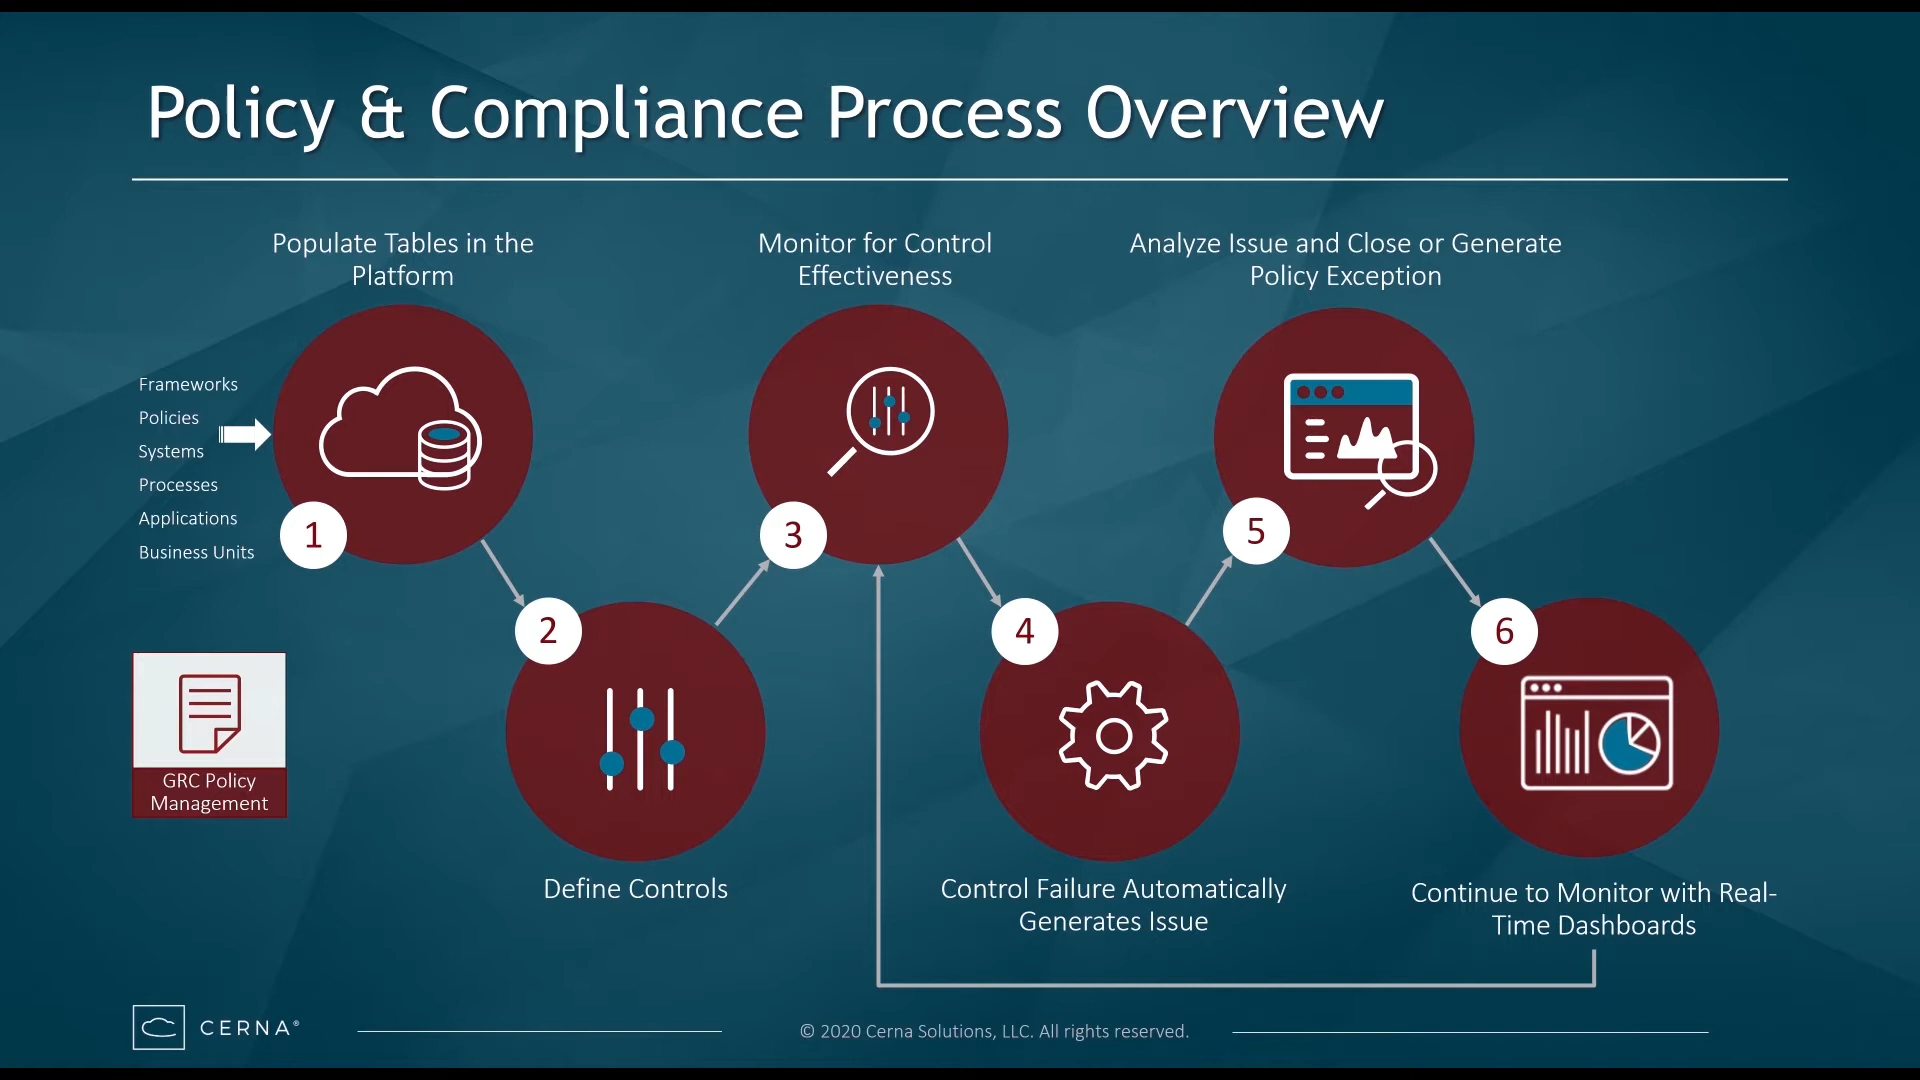 Policy & Compliance Process Overview
Populate Tables in the
Platform
Monitor for Control
Effectiveness
Analyze Issue and Close or Generate
Policy Exception
Frameworks
Policies
Systems
Processes
Applications
Business Units
1
3
5
2
4
6
GRC Policy
Management
Define Controls
Control Failure Automatically
Generates Issue
Continue to Monitor with Real-
Time Dashboards
CERNA®
© 2020 Cerna Solutions, LLC. All rights reserved.